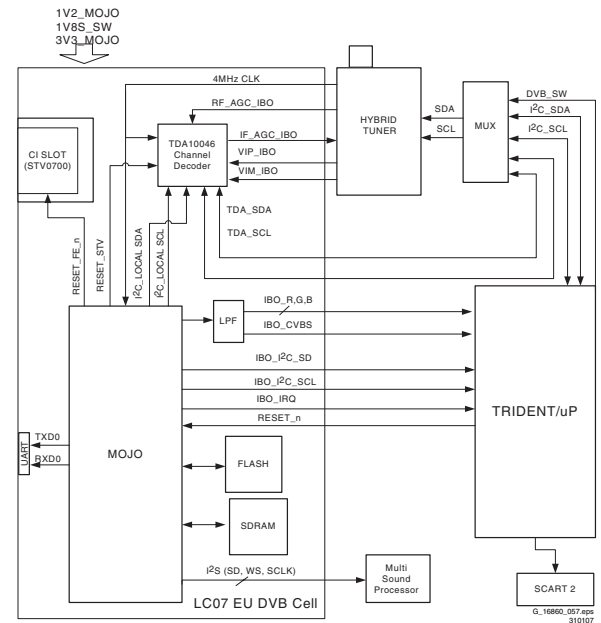 1V2_MOJO
1V8S_SW
3V3_MOJO
4MHz CLK
RF_AGC_IBO
IF_AGC_IBO
VIP_IBO
VIM_IBO
TDA10046
Channel
Decoder
HYBRID
TUNER
SDA
SCL
MUX
DVB_SW
I²C_SDA
I²C_SCL
CI SLOT
(STV0700)
TDA_SDA
TDA_SCL
RESET_FE_n
RESET_STV
I²C_LOCAL SDA
I²C_LOCAL SCL
LPF
IBO_R,G,B
IBO_CVBS
IBO_I²C_SD
IBO_I²C_SCL
IBO_IRQ
RESET_n
TRIDENT/uP
UART
TXD0
RXD0
MOJO
FLASH
SDRAM
I²S (SD, WS, SCLK)
Multi
Sound
Processor
LC07 EU DVB Cell
SCART 2
G_16860_057.eps
310107